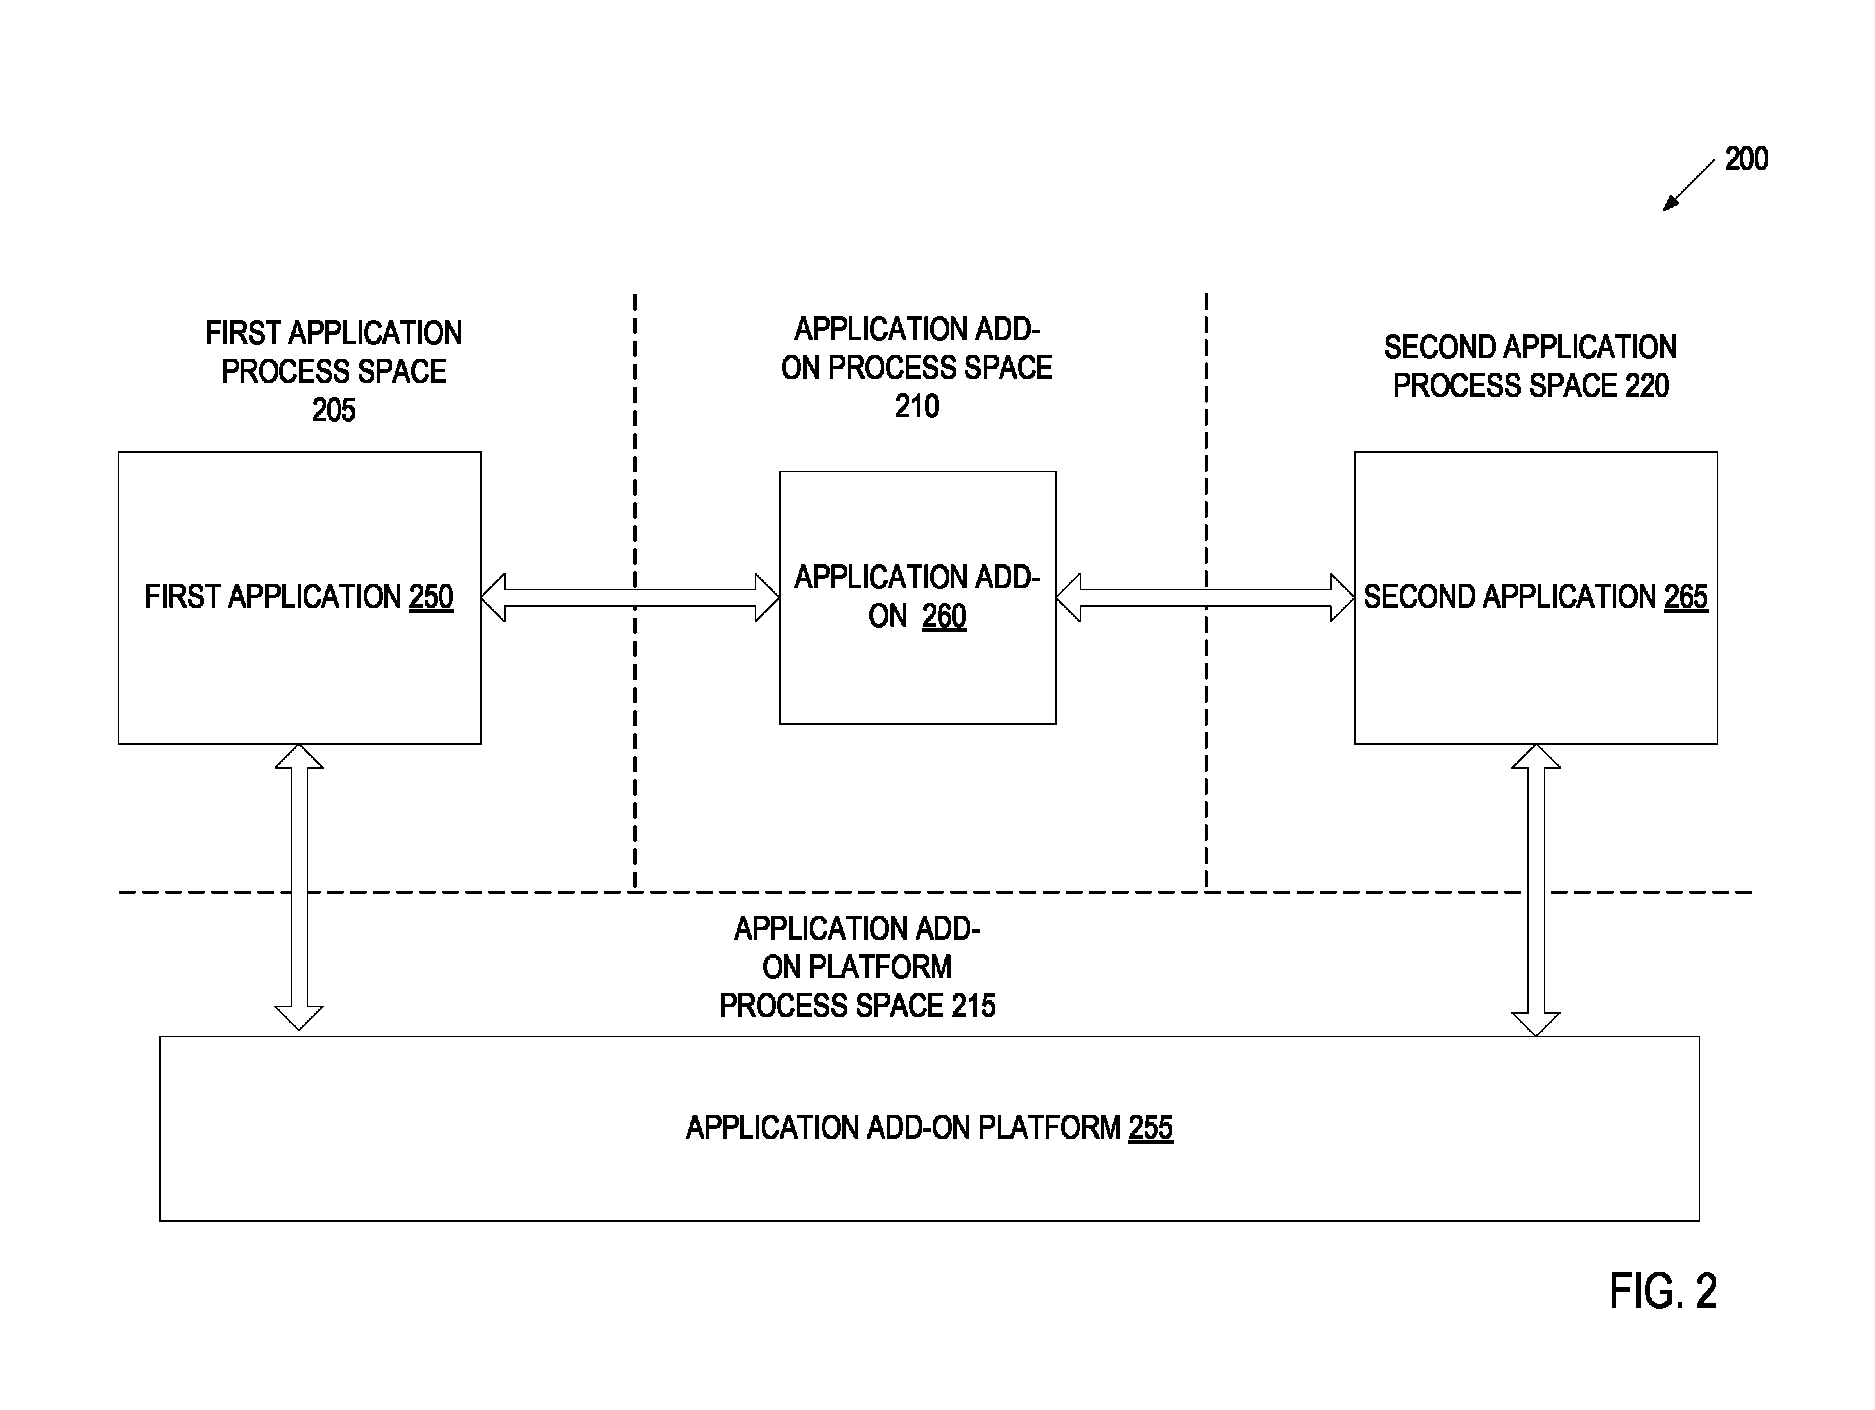 200
FIRST APPLICATION
PROCESS SPACE
205
APPLICATION ADD-
ON PROCESS SPACE
210
SECOND APPLICATION
PROCESS SPACE 220
FIRST APPLICATION 250
APPLICATION ADD-
ON 260
SECOND APPLICATION 265
APPLICATION ADD-
ON PLATFORM
PROCESS SPACE 215
APPLICATION ADD-ON PLATFORM 255
FIG. 2